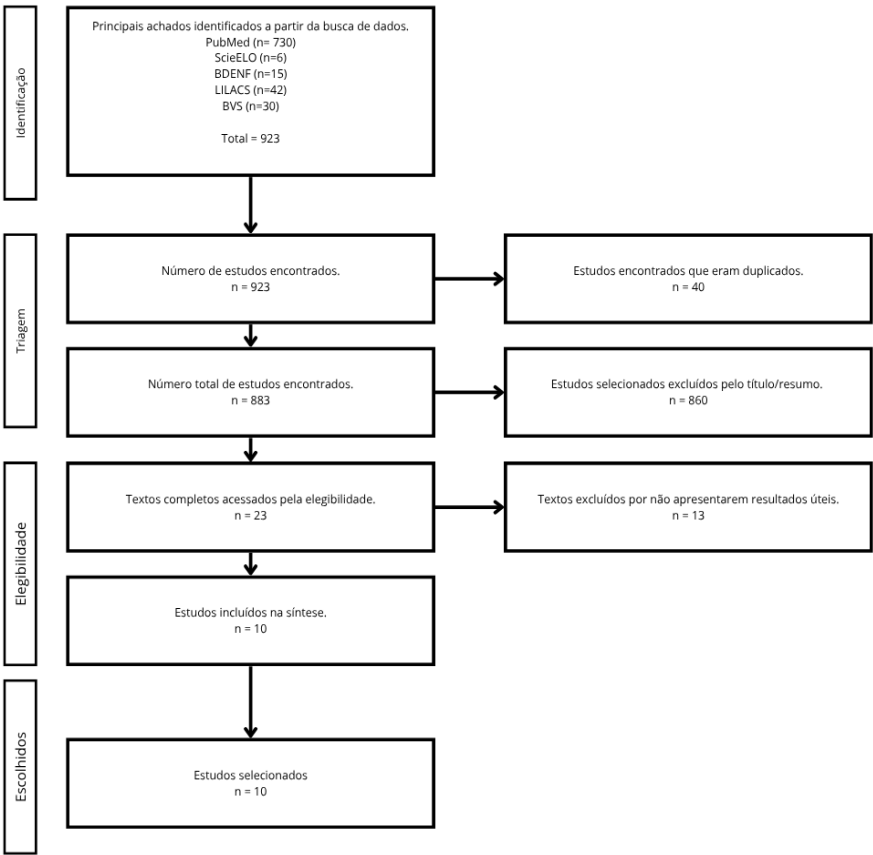 Identificação
Principais achados identificados a partir da busca de dados.
PubMed (n= 730)
ScieELO (n=6)
BDENF (n=15)
LILACS (n=42)
BVS (n=30)
Total = 923
Triagem
Número de estudos encontrados.
n = 923
Estudos encontrados que eram duplicados.
n = 40
Número total de estudos encontrados.
n = 883
Estudos selecionados excluídos pelo título/resumo.
n = 860
Elegibilidade
Textos completos acessados pela elegibilidade.
n = 23
Textos excluídos por não apresentarem resultados úteis.
n = 13
Estudos incluídos na síntese.
n = 10
Escolhidos
Estudos selecionados
n = 10